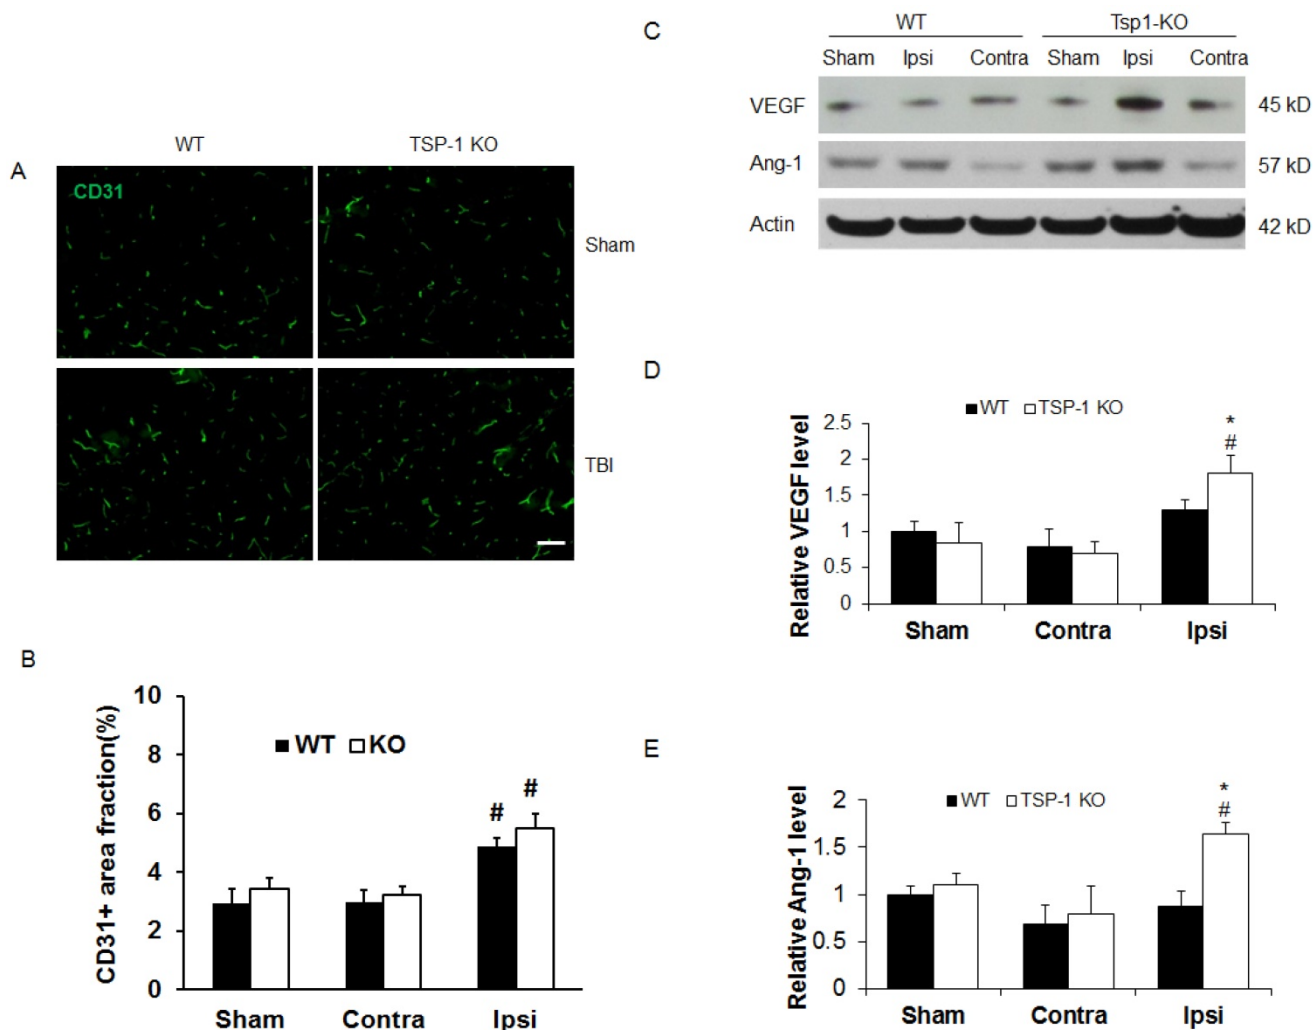 A
WT
TSP-1 KO
CD31
Sham
TBI
B
10
8
6
4
2
0
CD31+ area fraction(%)
WT KO
#
#
Sham Contra Ipsi
C
WT Tsp1-KO
Sham Ipsi Contra Sham Ipsi Contra
VEGF 45 kD
Ang-1 57 kD
Actin 42 kD
D
WT TSP-1 KO
2.5
2
1.5
1
0.5
0
Relative VEGF level
*
#
Sham Contra Ipsi
E
WT TSP-1 KO
2
1.5
1
0.5
0
Relative Ang-1 level
*
#
Sham Contra Ipsi